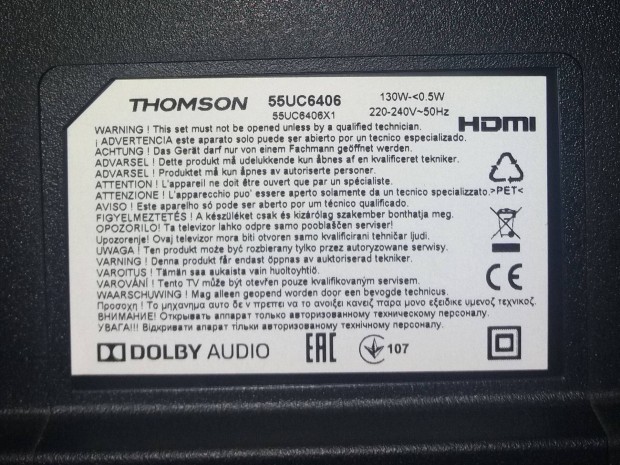 THOMSON 55UC6406 130W-<0.5W
55UC6406X1 220-240V~50Hz
HDMI
WARNING ! This set must not be opened unless by a qualified technician.
¡ ADVERTENCIA este aparato solo puede ser abierto por un tecnico especializado.
ACHTUNG ! Das Gerät darf nur von einem Fachmann geöffnet werden.
ADVARSEL ! Dette produkt må udelukkende kun åbnes af en kvalificeret tekniker.
ADVARSEL ! Produktet må kun åpnes av autoriserte personer.
ATTENTION ! L'appareil ne doit être ouvert que par un spécialiste.
ATTENZIONE ! L'apparecchio puo' essere aperto solamente da un tecnico specializzato.
>PET<
AVISO ! Este aparelho só pode ser aberto por um técnico qualificado.
FIGYELMEZTETÉS ! A készüléket csak és kizárólag szakember bonthatja meg.
OPOZORILO! Ta televizor lahko odpre samo pooblaščen serviser!
Upozorenje! Ovaj televizor mora biti otvoren samo kvalificirani tehničar ljudi.
UWAGA ! Ten produkt może być rozbierany tylko przez autoryzowane serwisy.
VARNING ! Denna produkt får endast öppnas av auktoriserad tekniker.
VAROITUS ! Tämän saa aukaista vain huoltoyhtiö.
VAROVÁNÍ ! Tento TV může být otevřen pouze kvalifikovaným servisem.
WAARSCHUWING ! Mag alleen geopend worden door een bevoegde technicus.
Προσοχη ! Το μηχανημα αυτο δε ν πρεπει να το ανοιξει κανεiς παρα μονο εξειδικε υμενος τεχνικος.
ВНИМАНИЕ! Открывать аппарат только авторизованному техническому персоналу.
УВАГА!!! Відкривати апарат тільки авторизованому технічному персоналу.
CE
DOLBY AUDIO EAC 107